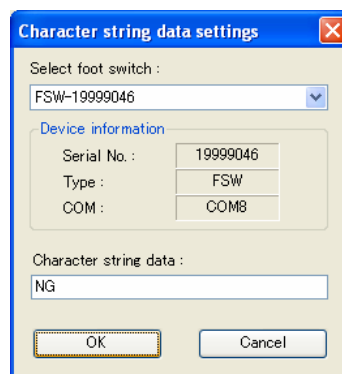 Character string data settings
Select foot switch :
FSW-19999046
Device information
Serial No. : 19999046
Type : FSW
COM : COM8
Character string data :
NG
OK Cancel